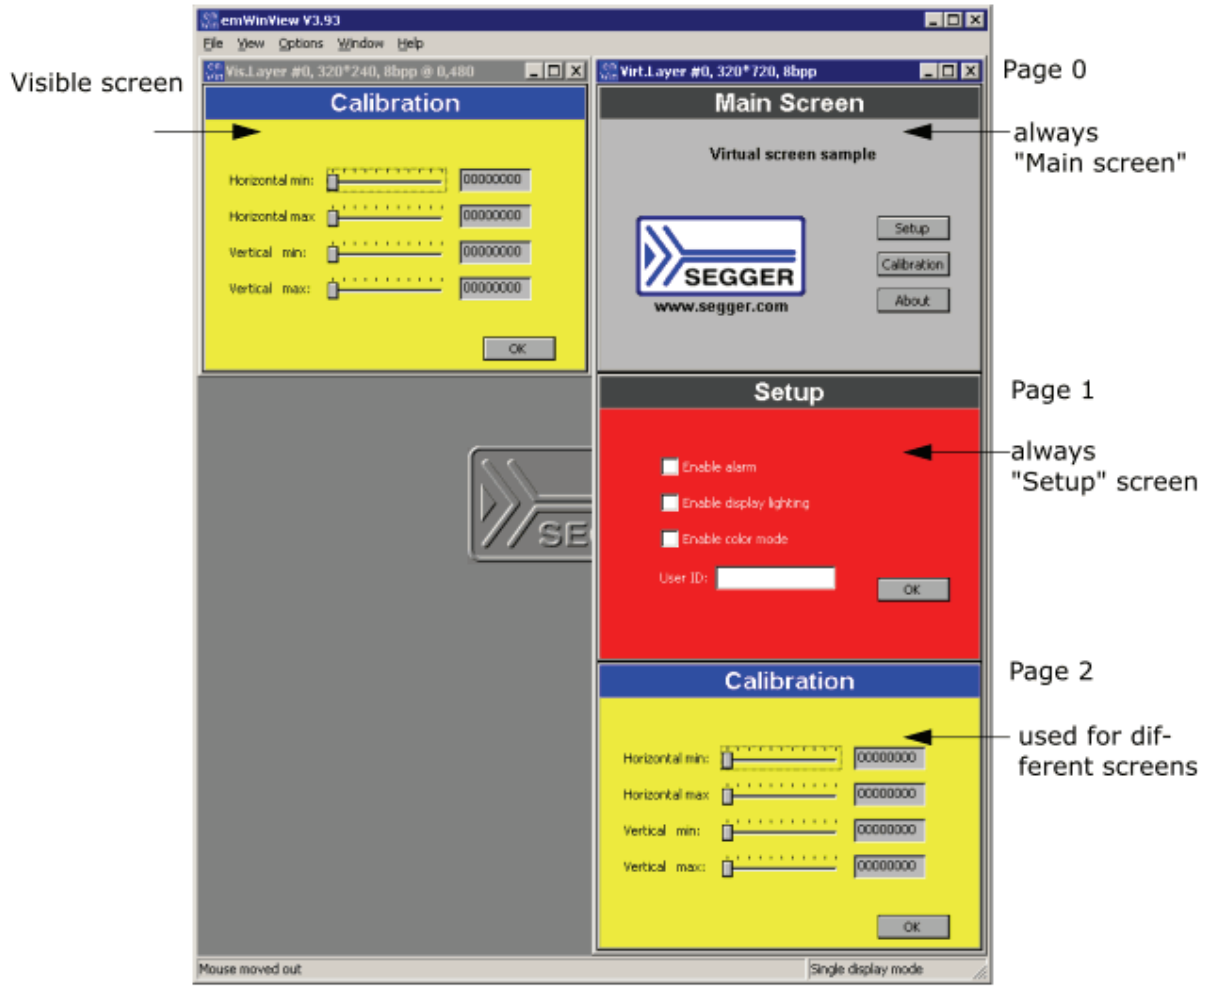 emWinView V3.93
File View Options Window Help
Visible screen
Vis.Layer #0, 320*240, 8bpp @ 0,480
Calibration
Horizontal min: 00000000
Horizontal max 00000000
Vertical min: 00000000
Vertical max: 00000000
OK
Virt.Layer #0, 320*720, 8bpp
Page 0
Main Screen
always
"Main screen"
Virtual screen sample
SEGGER
www.segger.com
Setup
Calibration
About
Setup
Page 1
always
"Setup" screen
Enable alarm
Enable display lighting
Enable color mode
User ID:
OK
Calibration
Page 2
used for dif-
ferent screens
Horizontal min: 00000000
Horizontal max 00000000
Vertical min: 00000000
Vertical max: 00000000
OK
Mouse moved out
Single display mode